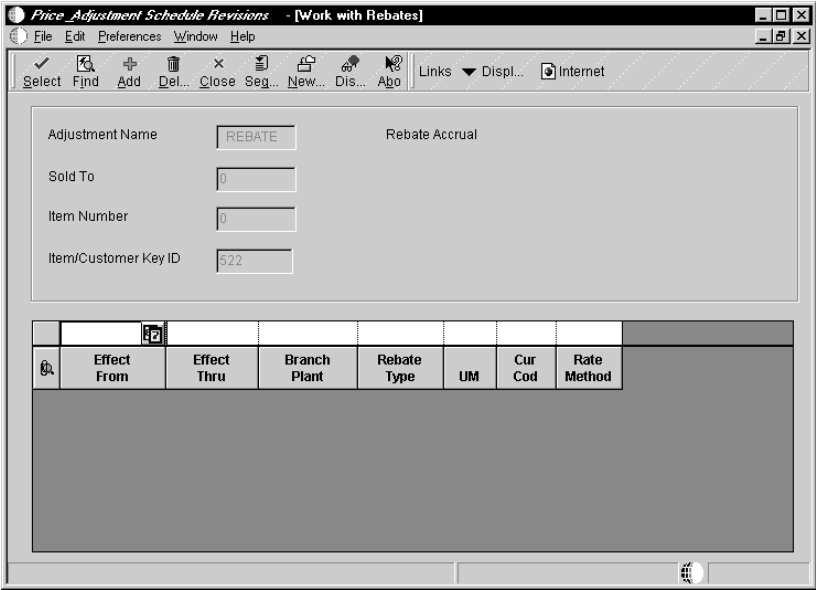 Price_Adjustment Schedule Revisions - [Work with Rebates]
File Edit Preferences Window Help
Select Find Add Del... Close Seq... New... Dis... Abo Links Displ... Internet
Adjustment Name REBATE Rebate Accrual
Sold To 0
Item Number 0
Item/Customer Key ID 522
Effect From Effect Thru Branch Plant Rebate Type UM Cur Cod Rate Method